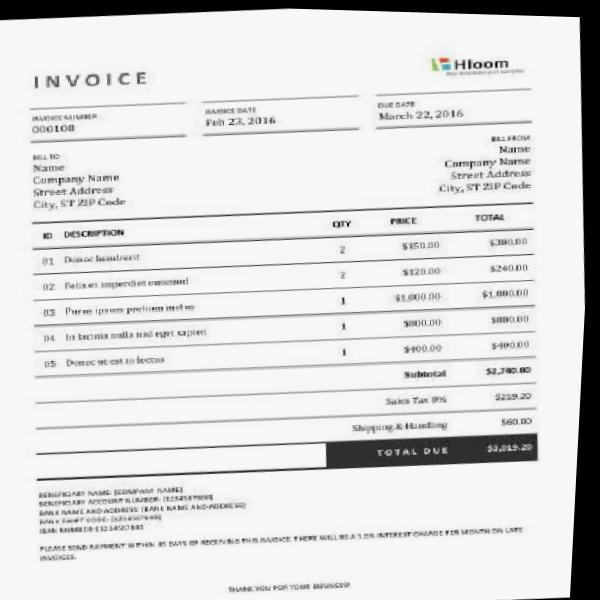 INVOICE
Hloom
INVOICE NUMBER
INVOICE DATE
DUE DATE
000108
Feb 23, 2016
March 22, 2016
BILL TO
BILL FROM
Name
Name
Company Name
Company Name
Street Address
Street Address
City, ST ZIP Code
City, ST ZIP Code
ID DESCRIPTION QTY PRICE TOTAL
01 Donec hendrerit 2 $150.00 $300.00
02 Felis et imperdiet euismod 2 $120.00 $240.00
03 Purus ipsum pretium metus 1 $1,000.00 $1,000.00
04 In lacinia nulla nisl eget sapien 1 $800.00 $800.00
05 Donec ut est in lectus 1 $400.00 $400.00
Subtotal $2,740.00
Sales Tax 8% $219.20
Shipping & Handling $60.00
TOTAL DUE $3,019.20
BENEFICIARY NAME: [COMPANY NAME]
BENEFICIARY ACCOUNT NUMBER:
BANK NAME AND ADDRESS: [BANK NAME AND ADDRESS]
BANK SWIFT CODE:
IBAN NUMBER:
PLEASE SEND PAYMENT WITHIN 30 DAYS OF RECEIVING THIS INVOICE. THERE WILL BE A 1.5% INTEREST CHARGE PER MONTH ON LATE
INVOICES.
THANK YOU FOR YOUR BUSINESS!